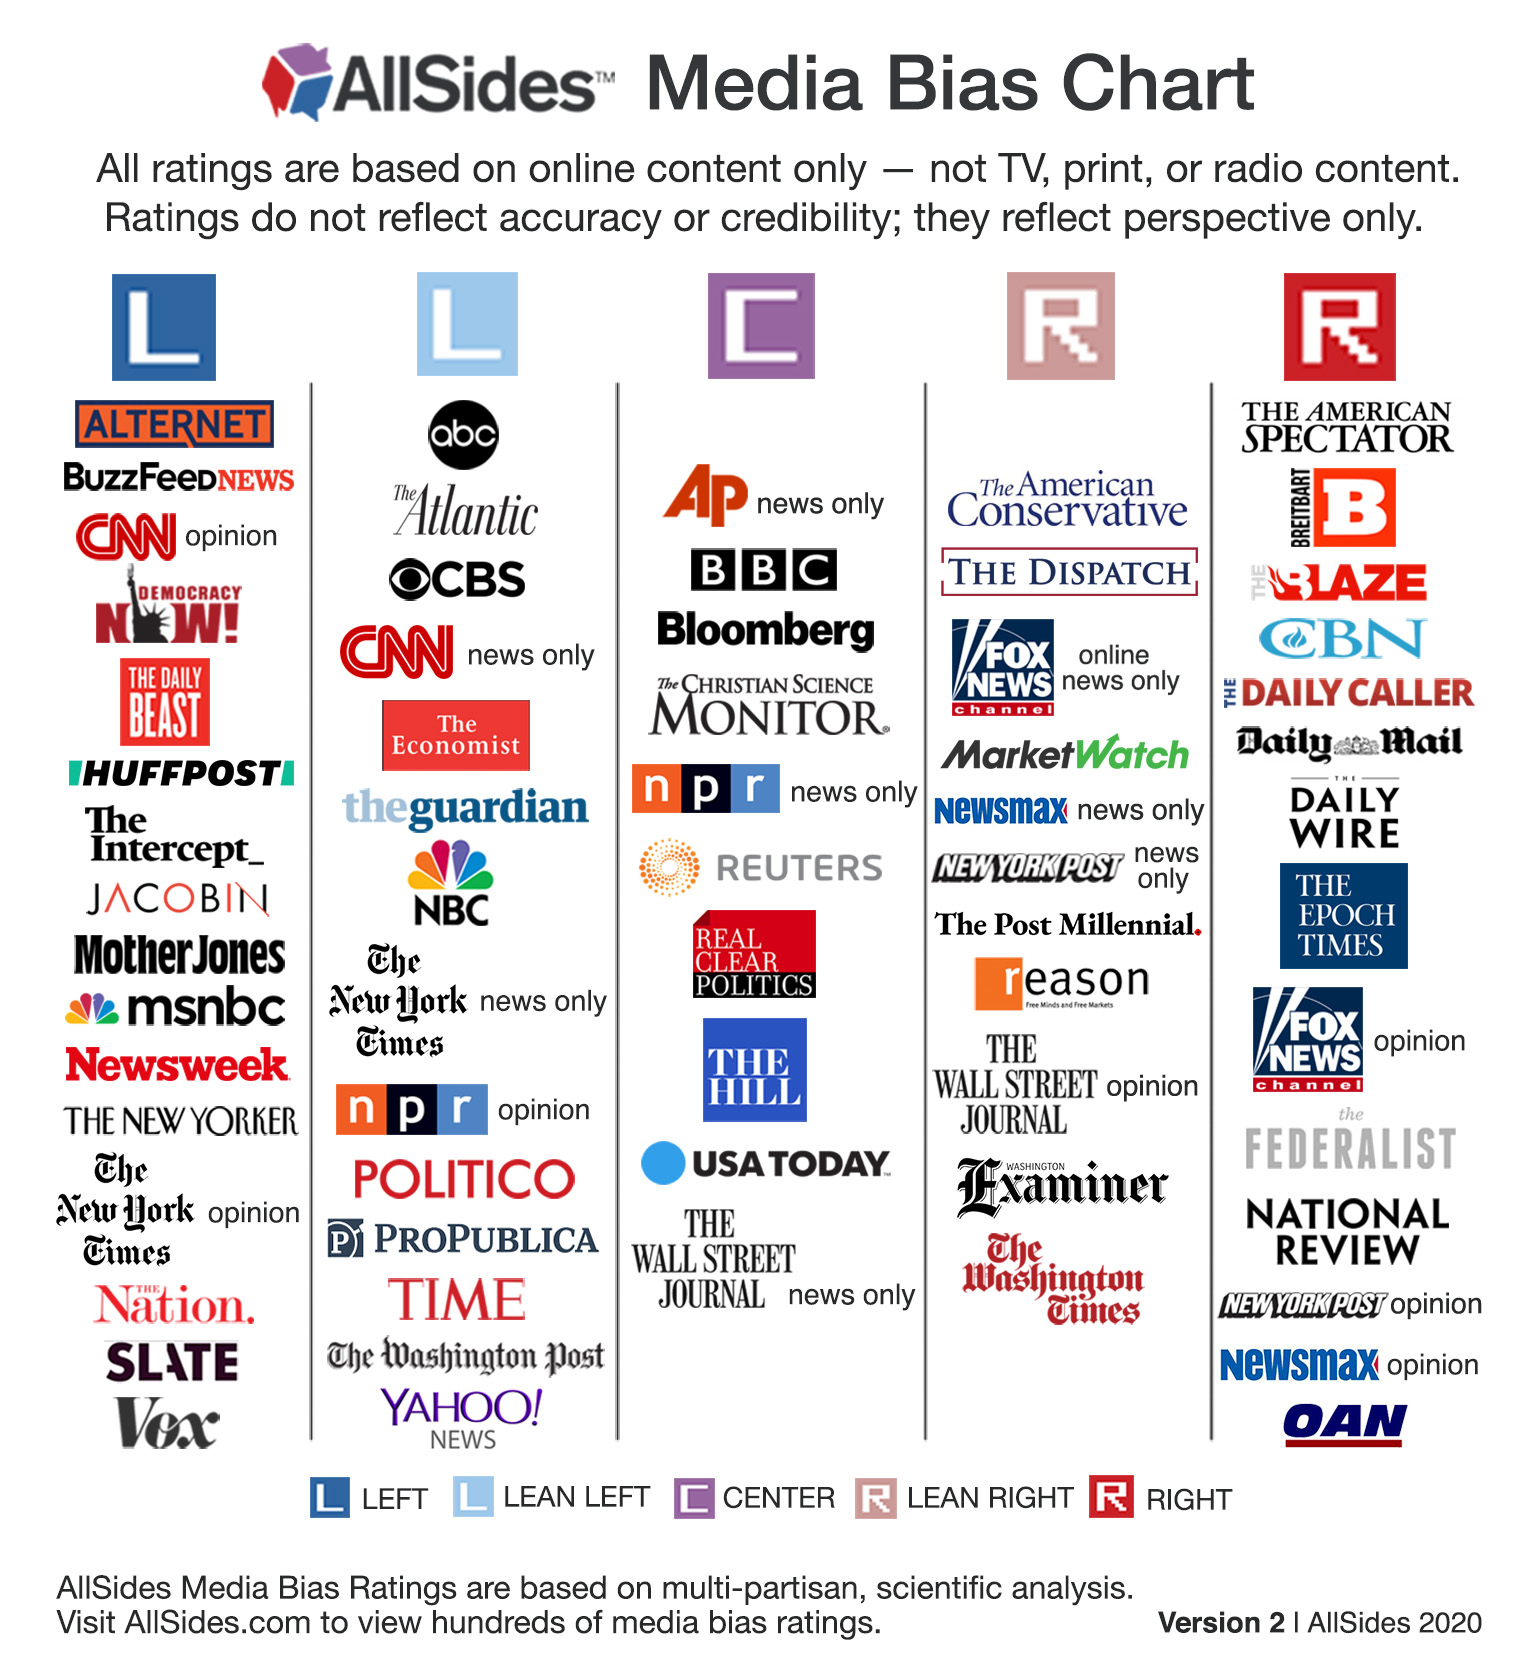 AllSides™ Media Bias Chart
All ratings are based on online content only — not TV, print, or radio content.
Ratings do not reflect accuracy or credibility; they reflect perspective only.
L
L
C
R
R
ALTERNET
BuzzFeedNEWS
CNN opinion
DEMOCRACY
NOW!
THE DAILY
BEAST
HUFFPOST
The
Intercept_
JACOBIN
MotherJones
msnbc
Newsweek
THE NEW YORKER
The
New York opinion
Times
THE
Nation.
SLATE
Vox
abc
The
Atlantic
CBS
CNN news only
The
Economist
theguardian
NBC
The
New York news only
Times
npr opinion
POLITICO
P PROPUBLICA
TIME
The Washington Post
YAHOO!
NEWS
AP news only
BBC
Bloomberg
The CHRISTIAN SCIENCE
MONITOR®
npr news only
REUTERS
REAL
CLEAR
POLITICS
THE
HILL
USA TODAY™
THE
WALL STREET
JOURNAL news only
The American
Conservative
THE DISPATCH
FOX
NEWS
channel
online
news only
MarketWatch
Newsmax news only
NEW YORK POST news
only
The Post Millennial.
reason
Free Minds and Free Markets
THE
WALL STREET opinion
JOURNAL
WASHINGTON
Examiner
The
Washington
Times
THE AMERICAN
SPECTATOR
BREITBART B
THE BLAZE
CBN
THE DAILY CALLER
Daily Mail
THE
DAILY
WIRE
THE
EPOCH
TIMES
FOX
NEWS
channel
opinion
the
FEDERALIST
NATIONAL
REVIEW
NEW YORK POST opinion
Newsmax opinion
OAN
L LEFT L LEAN LEFT C CENTER R LEAN RIGHT R RIGHT
AllSides Media Bias Ratings are based on multi-partisan, scientific analysis.
Visit AllSides.com to view hundreds of media bias ratings.
Version 2 | AllSides 2020